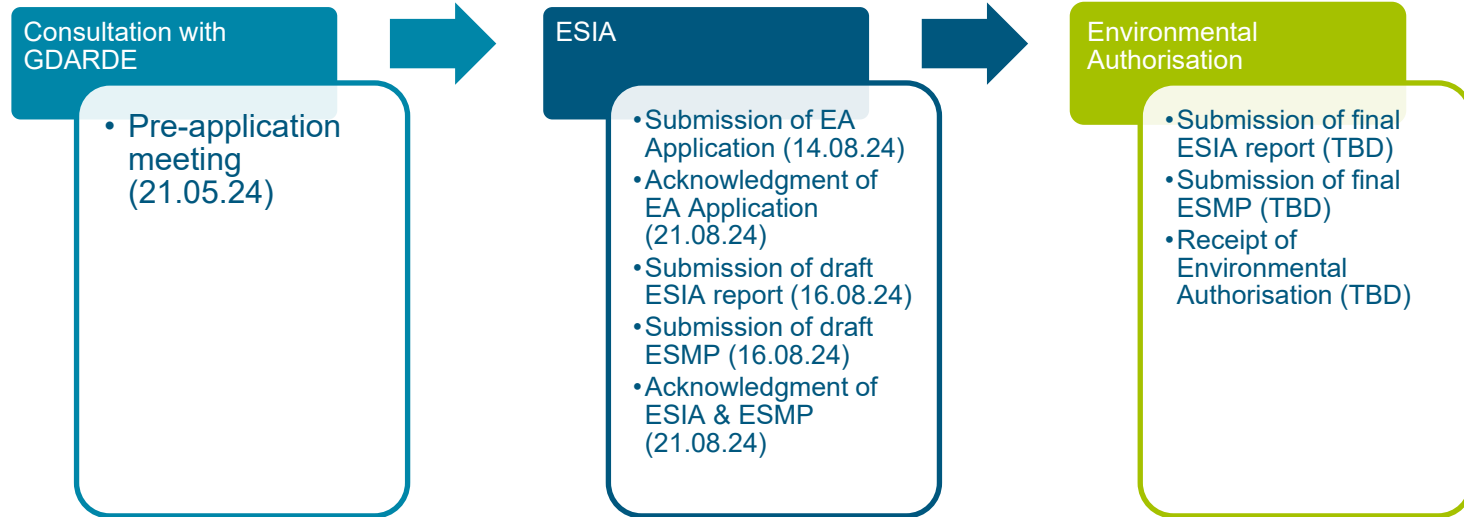 Consultation with
GDARDE
• Pre-application
meeting
(21.05.24)
ESIA
•Submission of EA
Application (14.08.24)
•Acknowledgment of
EA Application
(21.08.24)
•Submission of draft
ESIA report (16.08.24)
•Submission of draft
ESMP (16.08.24)
•Acknowledgment of
ESIA & ESMP
(21.08.24)
Environmental
Authorisation
•Submission of final
ESIA report (TBD)
•Submission of final
ESMP (TBD)
•Receipt of
Environmental
Authorisation (TBD)